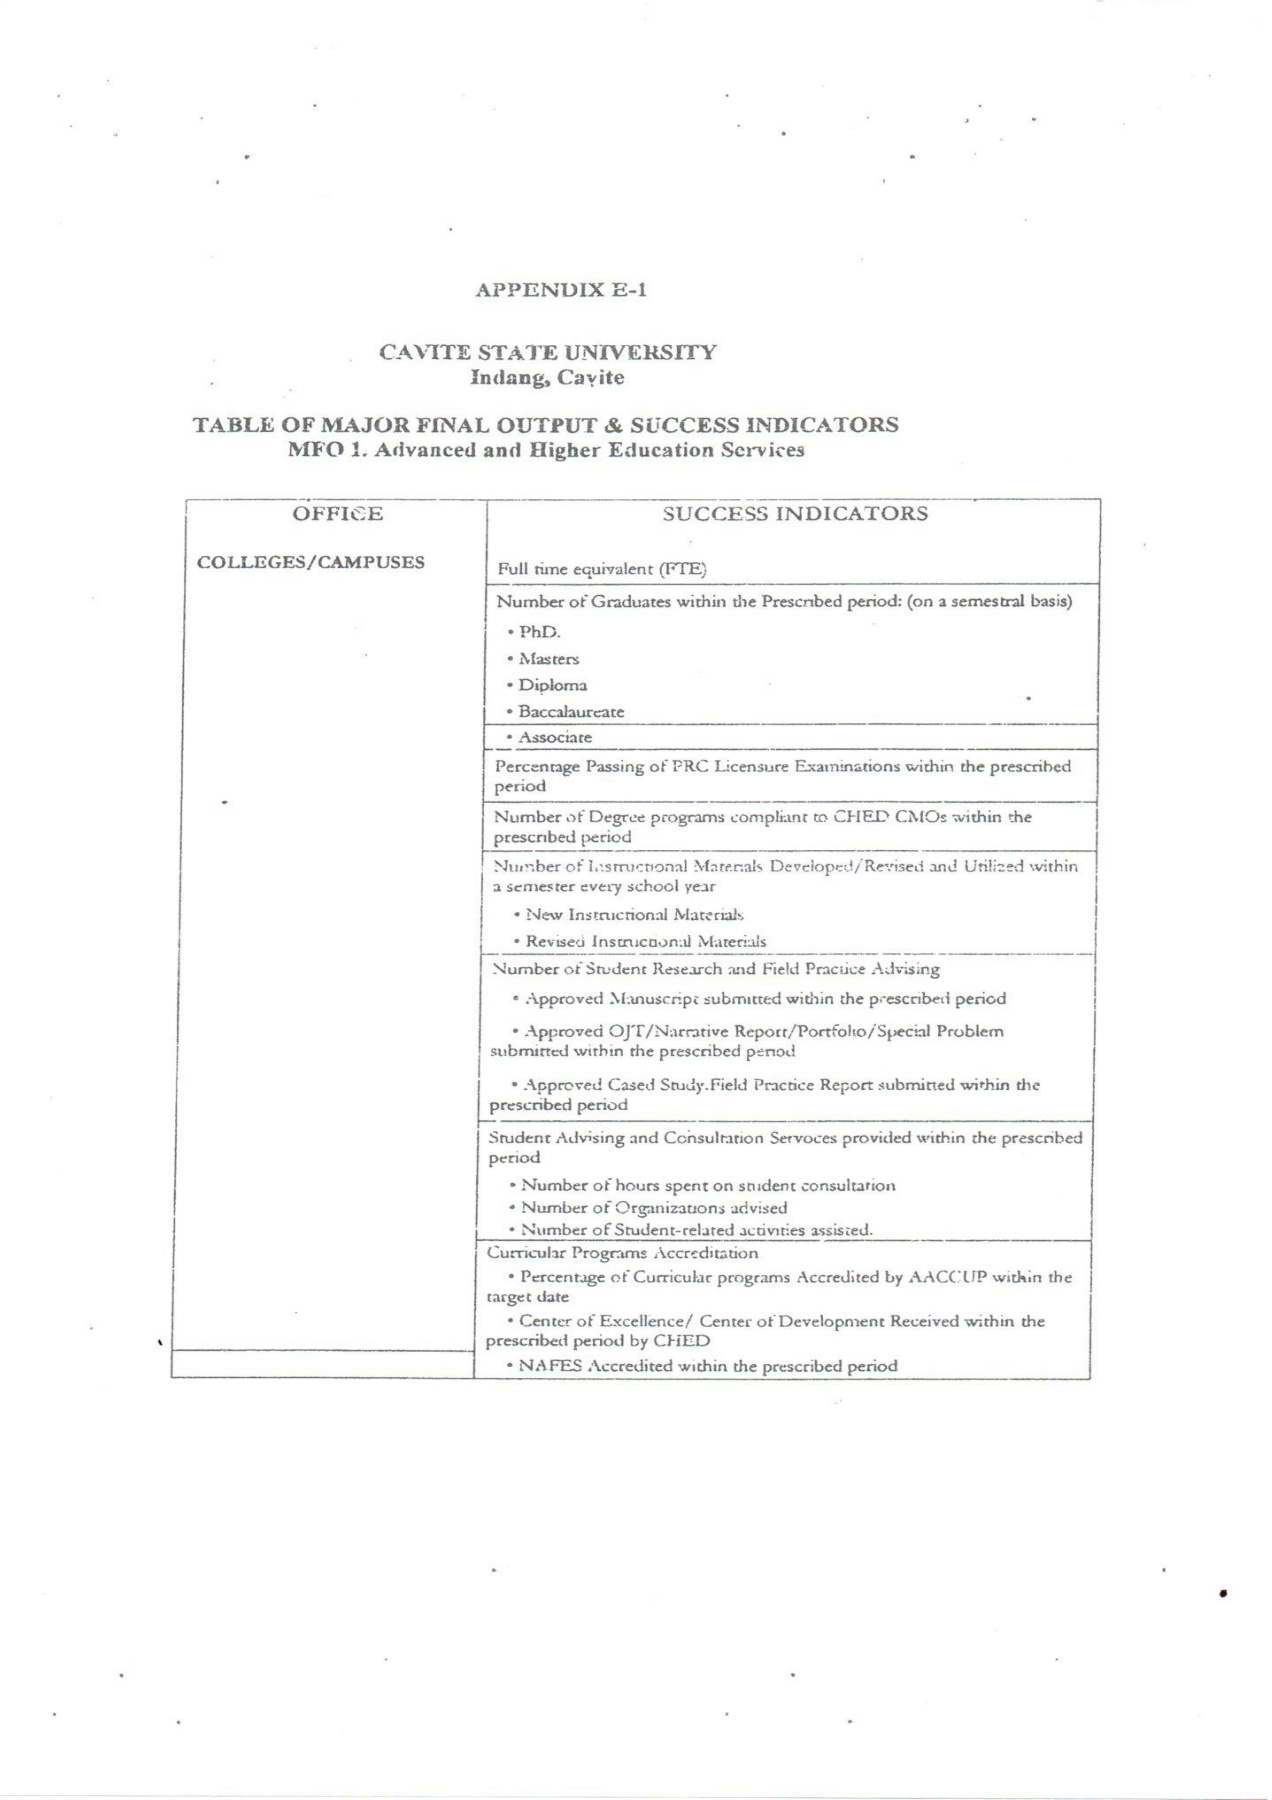 APPENDIX E-1
CAVITE STATE UNIVERSITY
Indang, Cavite
TABLE OF MAJOR FINAL OUTPUT & SUCCESS INDICATORS
MFO 1. Advanced and Higher Education Services
OFFICE
SUCCESS INDICATORS
COLLEGES/CAMPUSES
Full time equivalent (FTE)
Number of Graduates within the Prescribed period: (on a semestral basis)
• PhD.
• Masters
• Diploma
• Baccalaureate
• Associate
Percentage Passing of PRC Licensure Examinations within the prescribed
period
Number of Degree programs compliant to CHED CMOs within the
prescribed period
Number of Instructional Materials Developed/Revised and Utilized within
a semester every school year
• New Instructional Materials
• Revised Instructional Materials
Number of Student Research and Field Practice Advising
• Approved Manuscript submitted within the prescribed period
• Approved OJT/Narrative Report/Portfolio/Special Problem
submitted within the prescribed period
• Approved Cased Study.Field Practice Report submitted within the
prescribed period
Student Advising and Consultation Servoces provided within the prescribed
period
• Number of hours spent on student consultation
• Number of Organizations advised
• Number of Student-related activities assisted.
Curricular Programs Accreditation
• Percentage of Curricular programs Accredited by AACCUP within the
target date
• Center of Excellence/ Center of Development Received within the
prescribed period by CHED
• NAFES Accredited within the prescribed period